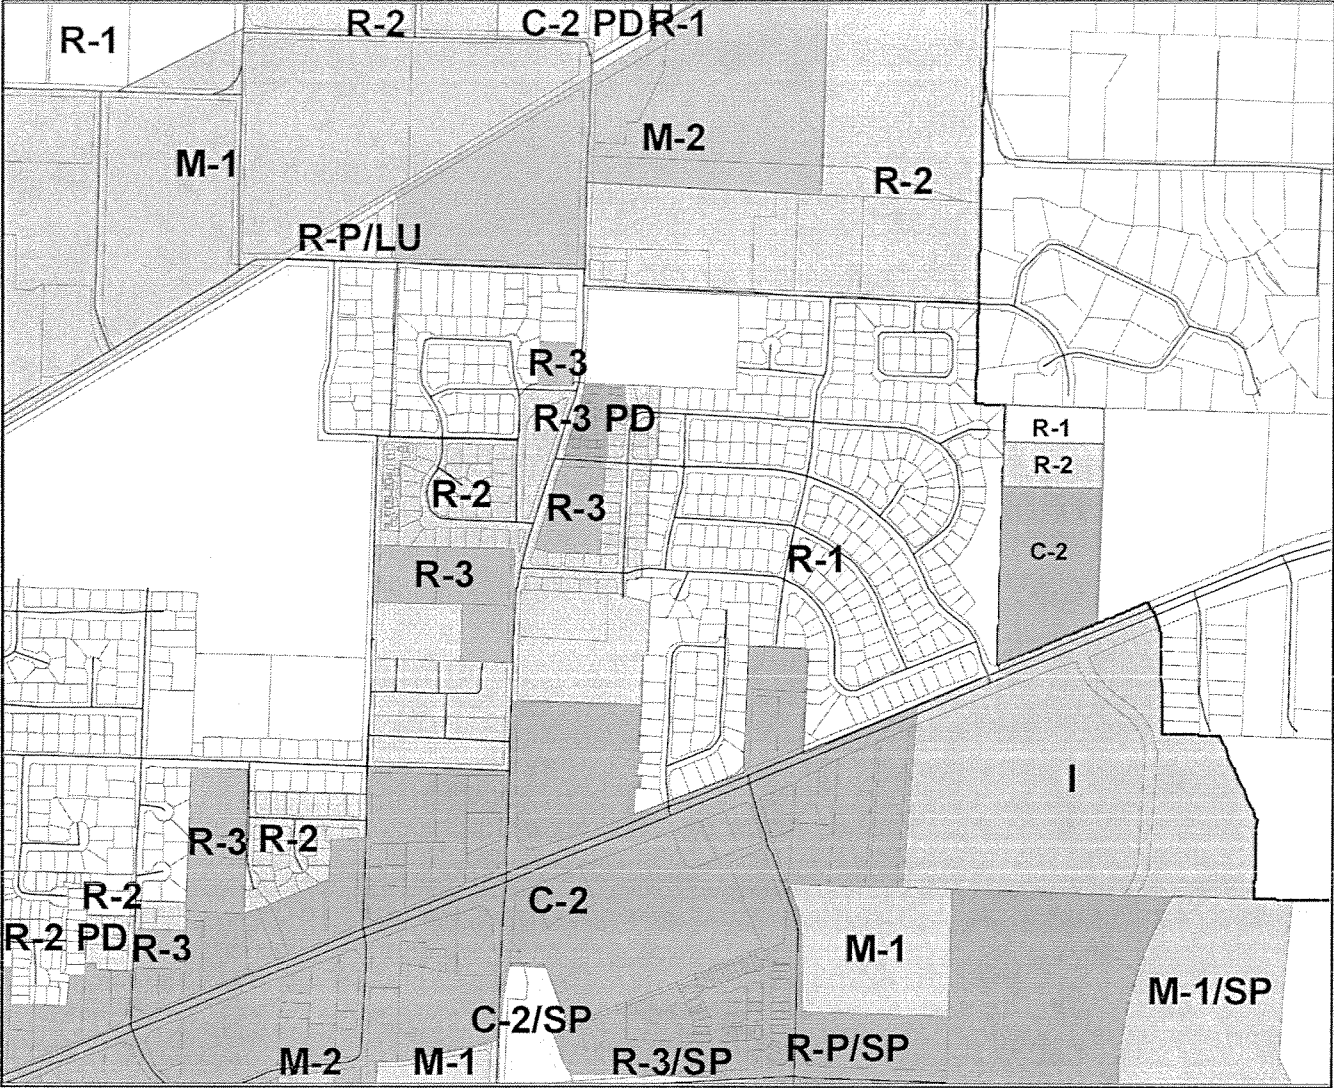 R-1
R-2
C-2
PD
R-1
M-1
M-2
R-2
R-P/LU
R-3
R-3 PD
R-1
R-2
R-2
R-3
C-2
R-1
R-3
I
R-3
R-2
R-2
C-2
R-2 PD
R-3
M-1
M-1/SP
C-2/SP
M-2
M-1
R-3/SP
R-P/SP